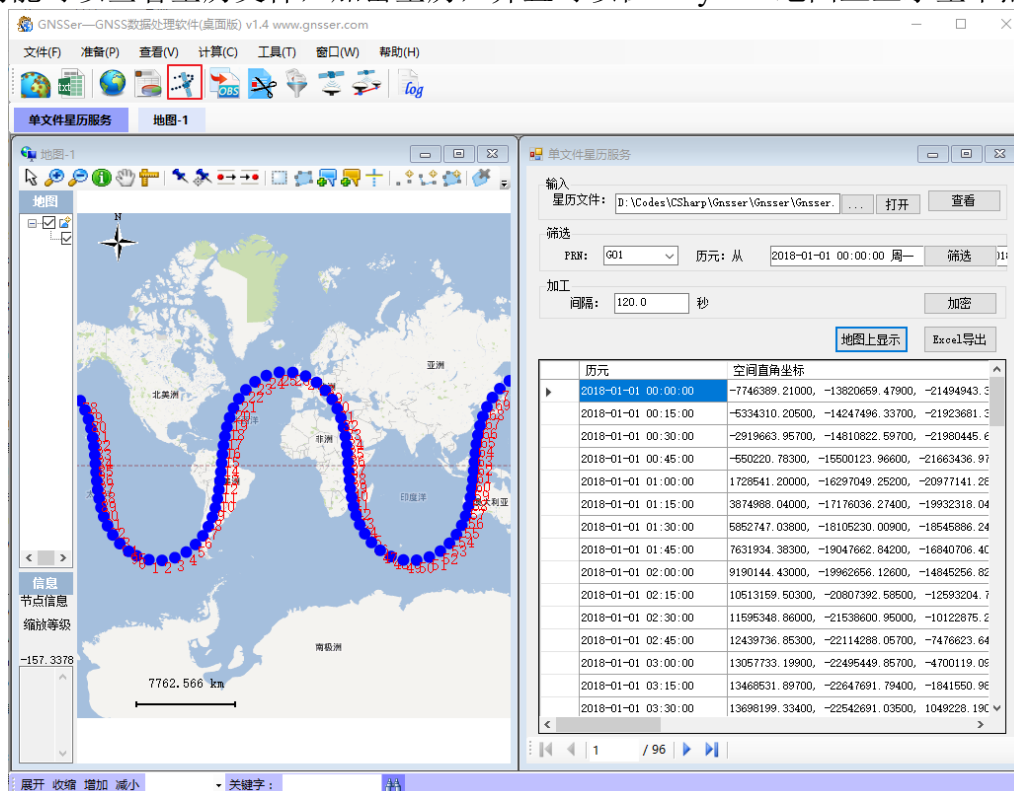 GNSSer—GNSS数据处理软件(桌面版) v1.4 www.gnsser.com
文件(F) 准备(P) 查看(V) 计算(C) 工具(T) 窗口(W) 帮助(H)
txt OBS log
单文件星历服务 地图-1
地图-1
地图
N
亚洲
北美洲
非洲
印度洋
南极洲
7762.566 km
信息
节点信息
缩放等级
-157.3378
单文件星历服务
输入
星历文件: D:\Codes\CSharp\Gnsser\Gnsser\Gnsser. ... 打开 查看
筛选
PRN: G01 历元: 从 2018-01-01 00:00:00 周一 筛选
加工
间隔: 120.0 秒 加密
地图上显示 Excel导出
历元 空间直角坐标
2018-01-01 00:00:00 -7746389.21000, -13820659.47900, -21494943.3
2018-01-01 00:15:00 -5334310.20500, -14247496.33700, -21923681.3
2018-01-01 00:30:00 -2919663.95700, -14810822.59700, -21980445.6
2018-01-01 00:45:00 -550220.78300, -15500123.96600, -21663436.97
2018-01-01 01:00:00 1728541.20000, -16297049.25200, -20977141.28
2018-01-01 01:15:00 3874988.04000, -17176036.27400, -19932318.04
2018-01-01 01:30:00 5852747.03800, -18105230.00900, -18545886.24
2018-01-01 01:45:00 7631934.38300, -19047662.84200, -16840706.40
2018-01-01 02:00:00 9190144.43000, -19962656.12600, -14845256.82
2018-01-01 02:15:00 10513159.50300, -20807392.58500, -12593204.7
2018-01-01 02:30:00 11595348.86000, -21538600.95000, -10122875.2
2018-01-01 02:45:00 12439736.85300, -22114288.05700, -7476623.64
2018-01-01 03:00:00 13057733.19900, -22495449.85700, -4700119.09
2018-01-01 03:15:00 13468531.89700, -22647691.79400, -1841550.98
2018-01-01 03:30:00 13698199.33400, -22542691.03500, 1049228.190
1 / 96
展开 收缩 增加 减小 关键字: